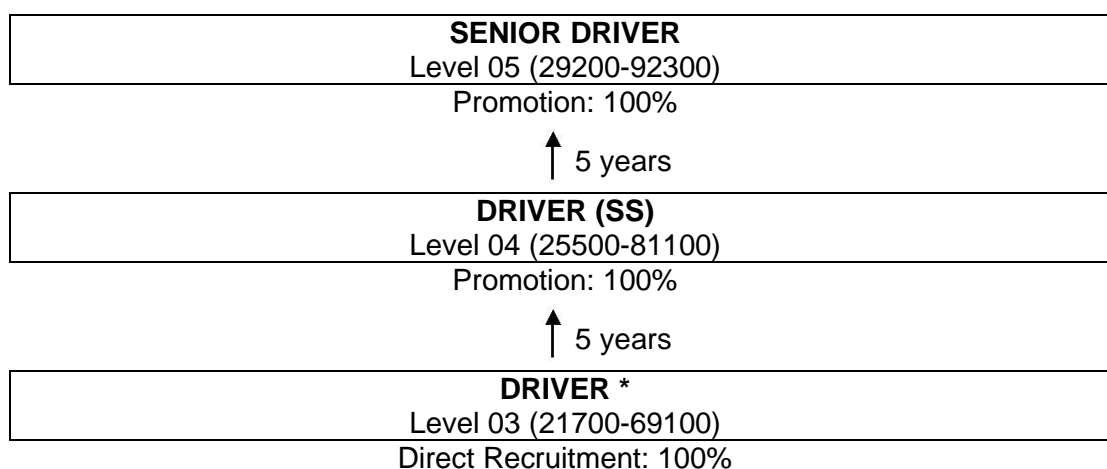 SENIOR DRIVER
Level 05 (29200-92300)
Promotion: 100%
5 years
DRIVER (SS)
Level 04 (25500-81100)
Promotion: 100%
5 years
DRIVER *
Level 03 (21700-69100)
Direct Recruitment: 100%